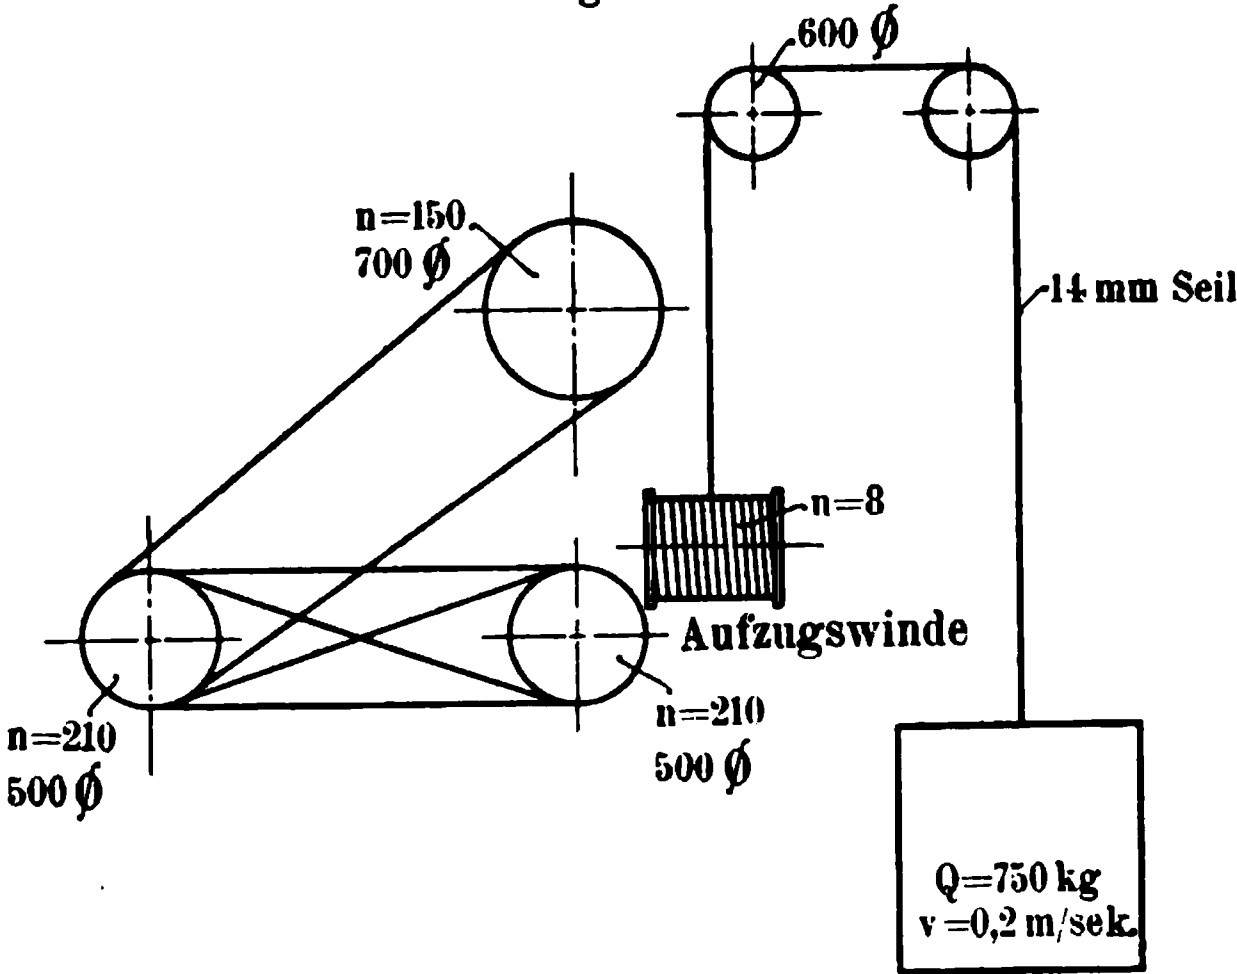 600 Ø
n=150
700 Ø
14 mm Seil
n=8
Aufzugswinde
n=210
500 Ø
n=210
500 Ø
Q=750 kg
v=0,2 m/sek.